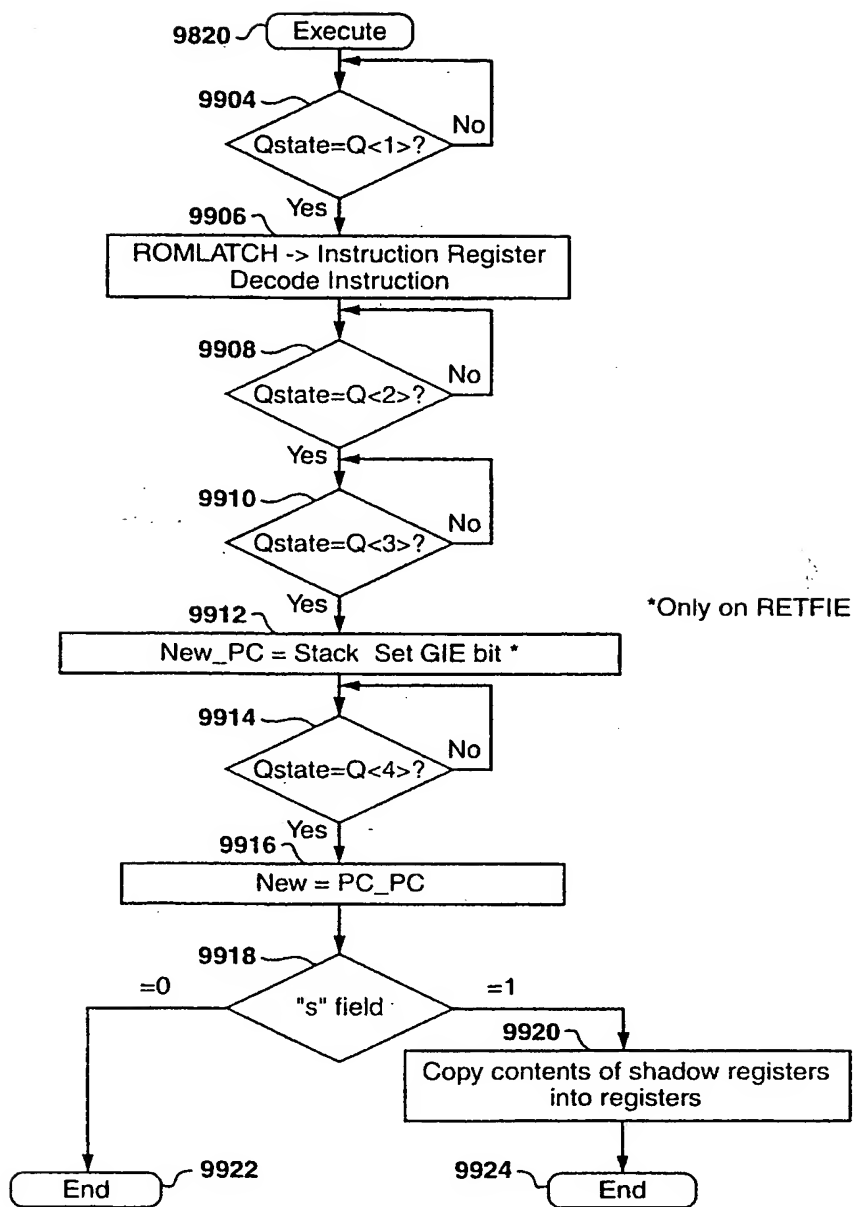 9820 Execute
9904
Qstate=Q<1>?
No
Yes
9906
ROMLATCH -> Instruction Register
Decode Instruction
9908
Qstate=Q<2>?
No
Yes
9910
Qstate=Q<3>?
No
Yes
*Only on RETFIE
9912
New_PC = Stack Set GIE bit *
9914
Qstate=Q<4>?
No
Yes
9916
New = PC_PC
9918
=0
"s" field
=1
9920
Copy contents of shadow registers
into registers
End 9922
9924 End